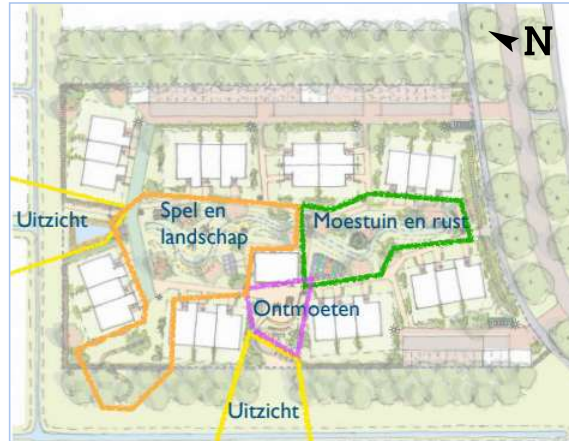 N
Uitzicht
Spel en
landschap
Moestuin en rust
Ontmoeten
Uitzicht